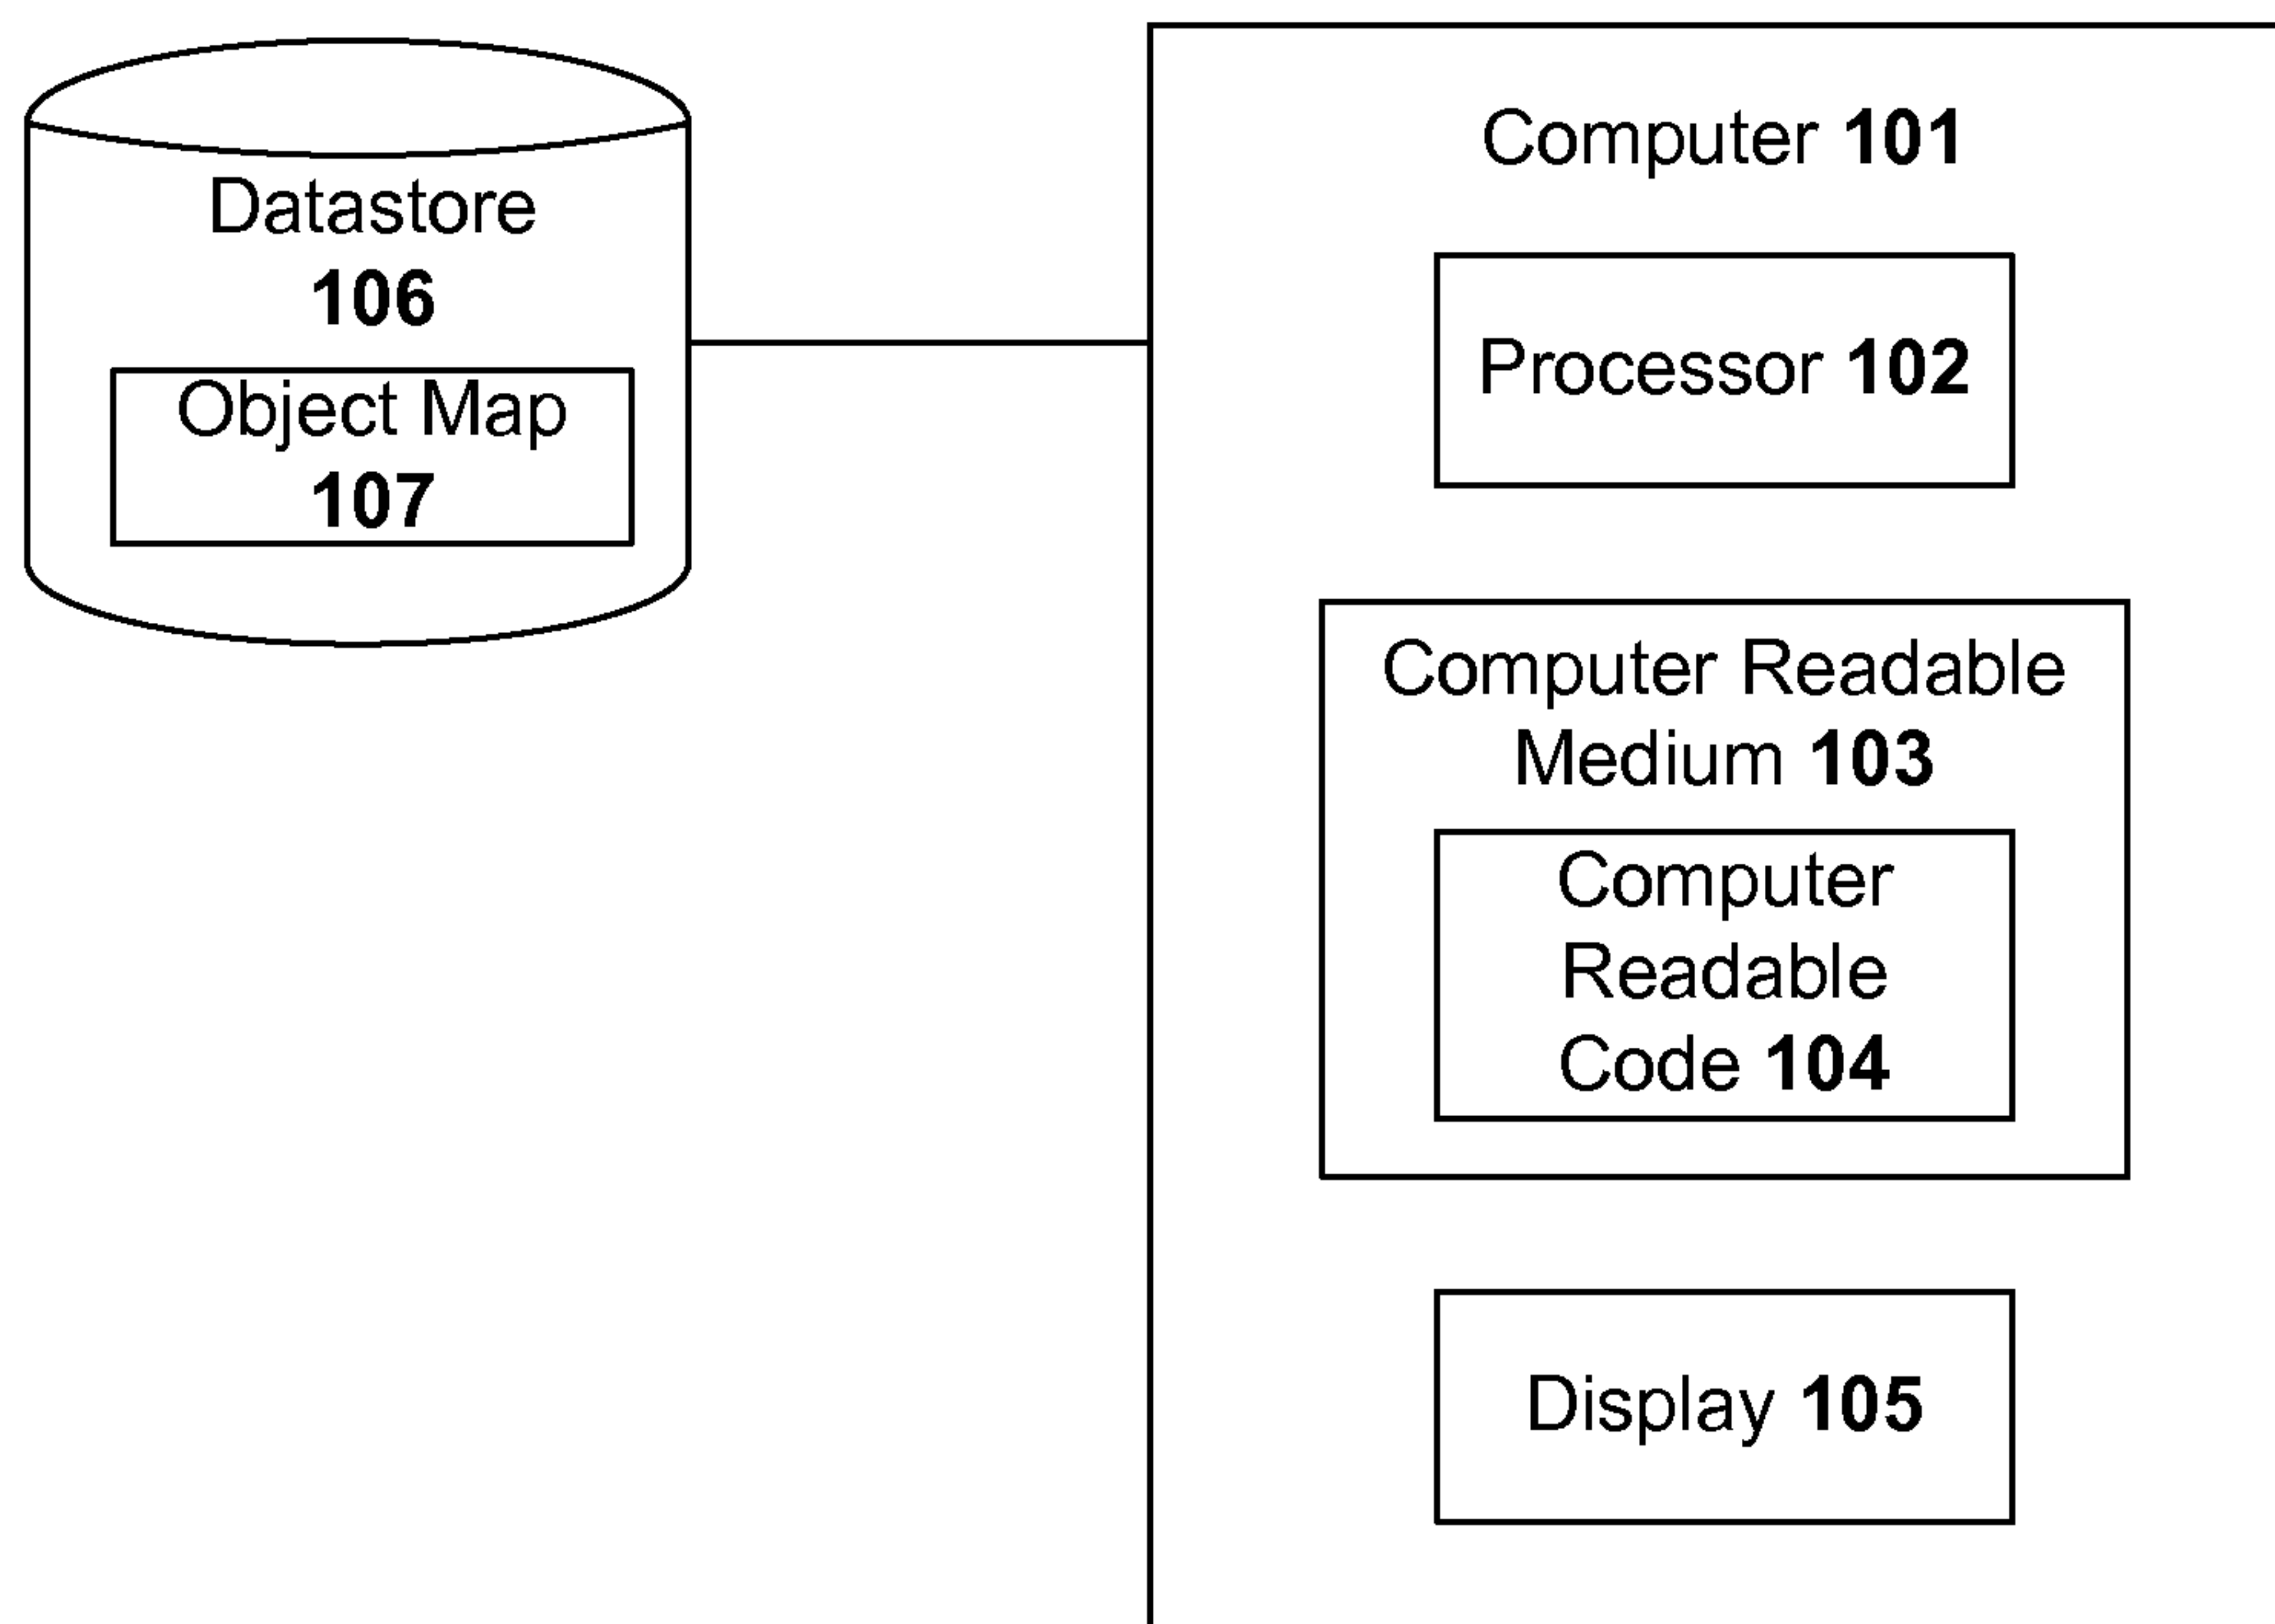 Datastore
106
Object Map
107
Computer 101
Processor 102
Computer Readable
Medium 103
Computer
Readable
Code 104
Display 105